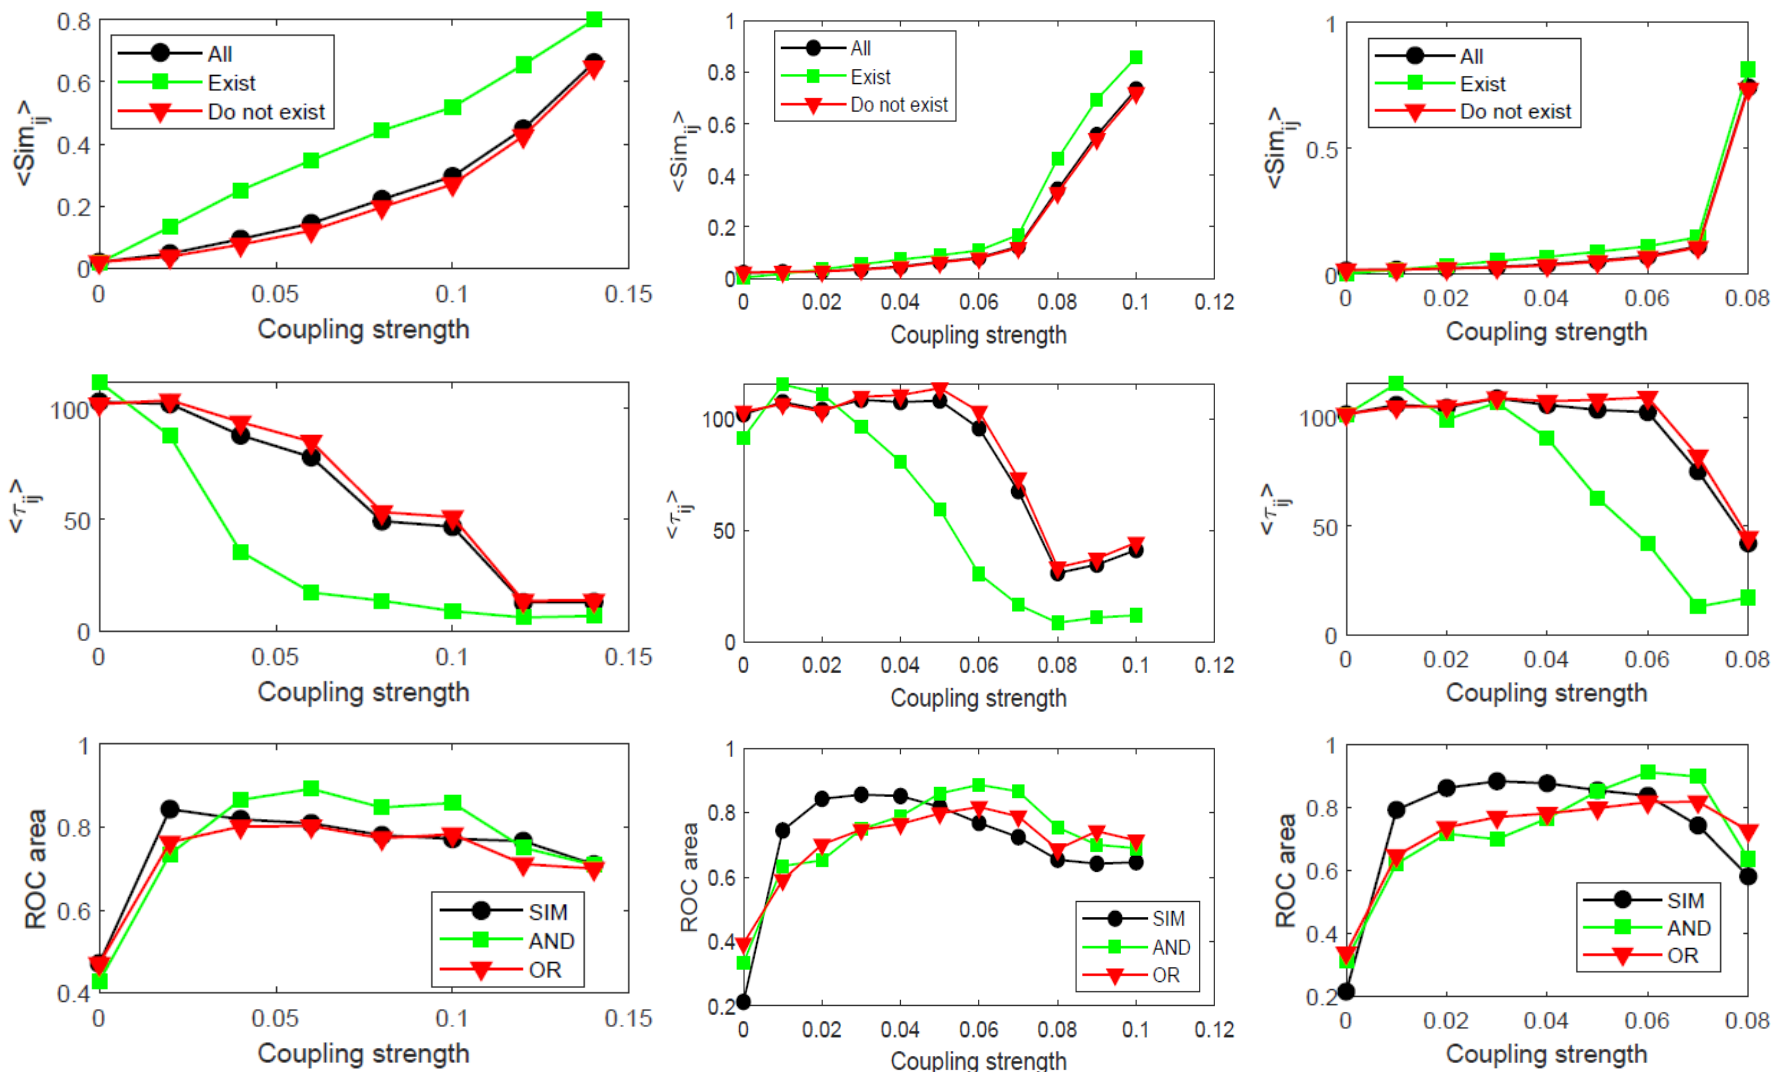 0.8
0.6
0.4
0.2
0
<Sim_ij>
All
Exist
Do not exist
0
0.05
0.1
0.15
Coupling strength
1
0.8
0.6
0.4
0.2
0
<Sim_ij>
All
Exist
Do not exist
0
0.02
0.04
0.06
0.08
0.1
0.12
Coupling strength
1
0.5
0
<Sim_ij>
All
Exist
Do not exist
0
0.02
0.04
0.06
0.08
Coupling strength
100
50
0
<τ_ij>
0
0.05
0.1
0.15
Coupling strength
100
50
0
<τ_ij>
0
0.02
0.04
0.06
0.08
0.1
0.12
Coupling strength
100
50
0
<τ_ij>
0
0.02
0.04
0.06
0.08
Coupling strength
1
0.8
0.6
0.4
ROC area
SIM
AND
OR
0
0.05
0.1
0.15
Coupling strength
1
0.8
0.6
0.4
0.2
ROC area
SIM
AND
OR
0
0.02
0.04
0.06
0.08
0.1
0.12
Coupling strength
1
0.8
0.6
0.4
0.2
ROC area
SIM
AND
OR
0
0.02
0.04
0.06
0.08
Coupling strength